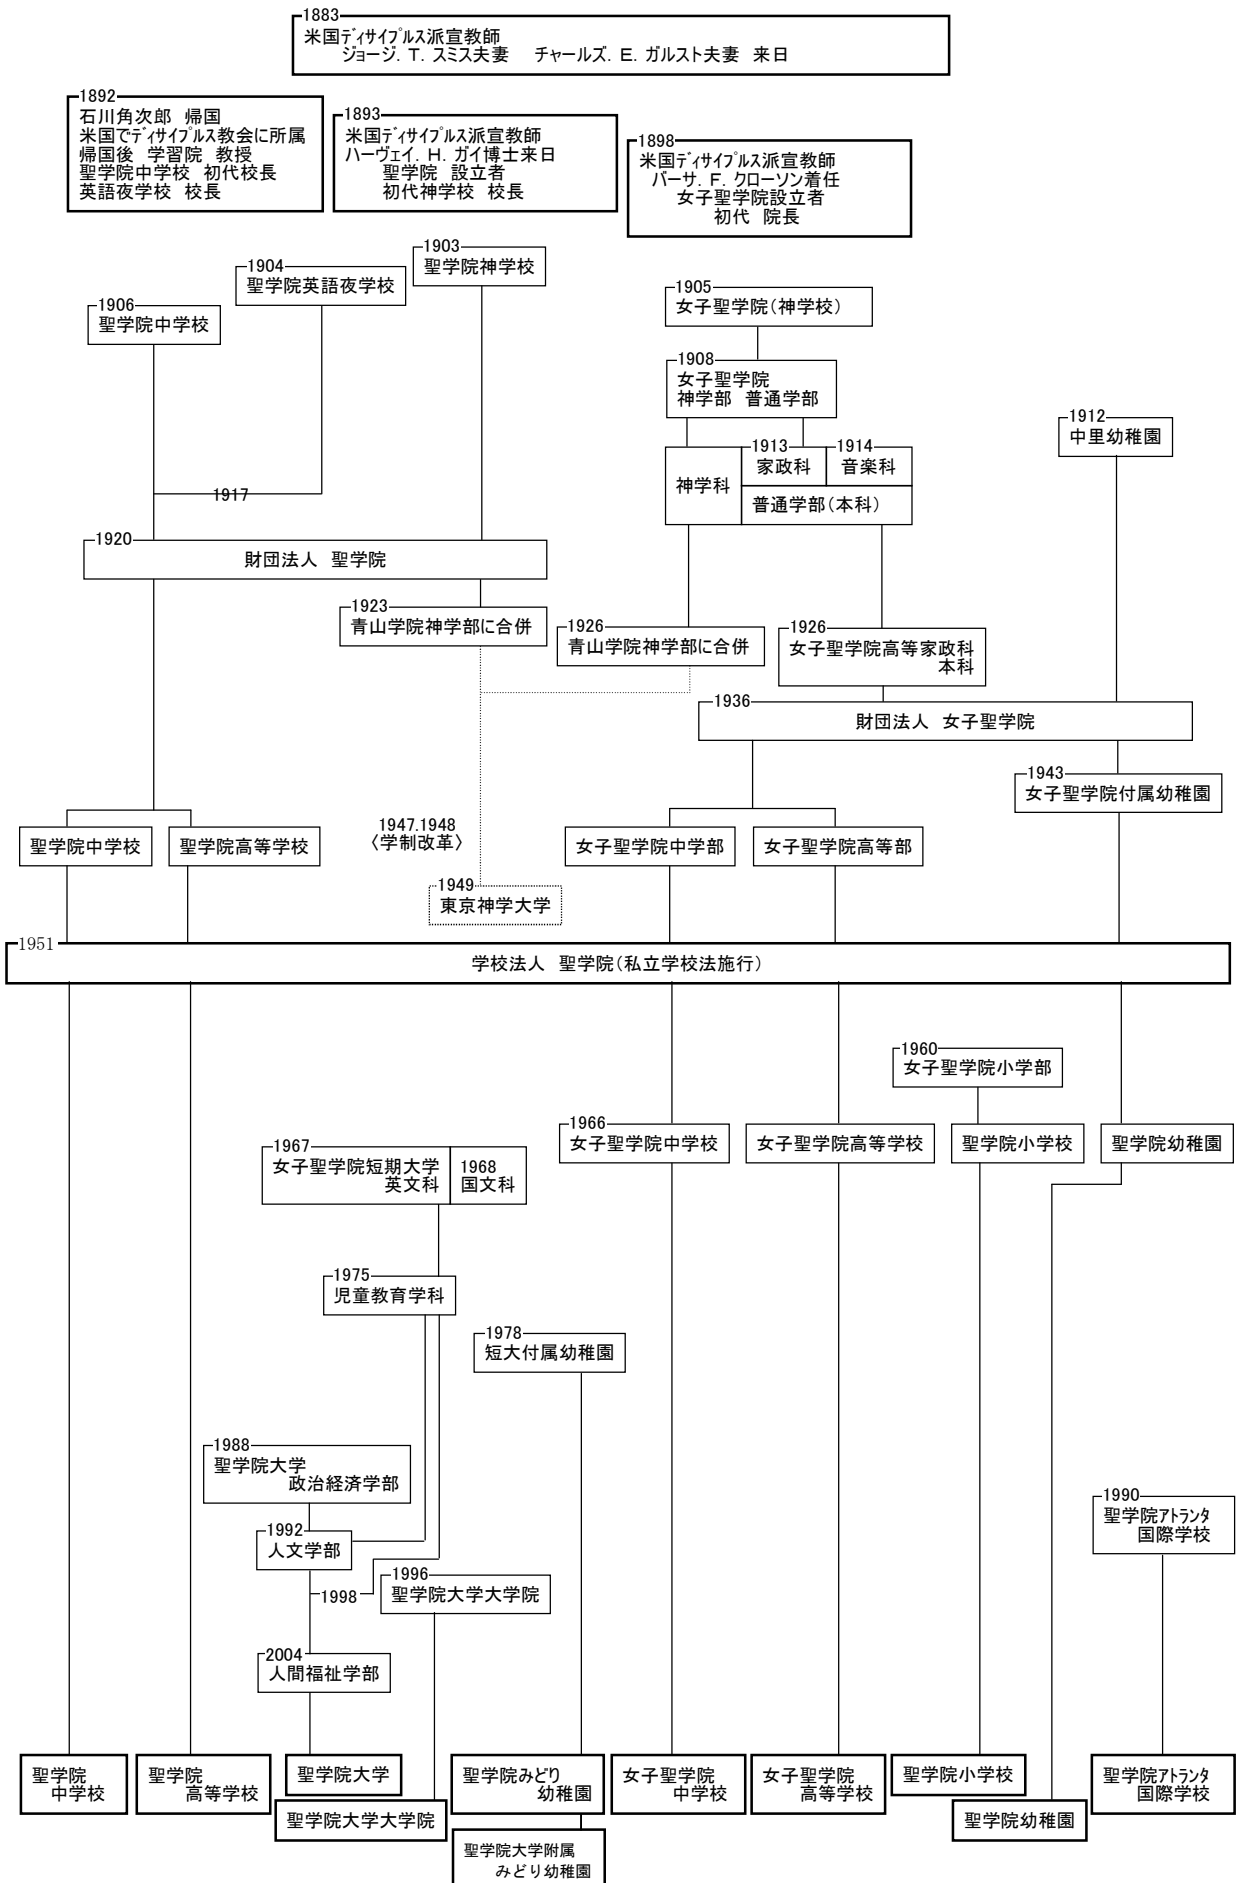 1883
米国ディサイプルス派宣教師
ジョージ. T. スミス夫妻　チャールズ. E. ガルスト夫妻　来日
1892
石川角次郎　帰国
米国でディサイプルス教会に所属
帰国後　学習院　教授
聖学院中学校　初代校長
英語夜学校　校長
1893
米国ディサイプルス派宣教師
ハーヴェイ. H. ガイ博士来日
聖学院　設立者
初代神学校　校長
1898
米国ディサイプルス派宣教師
バーサ. F. クローソン着任
女子聖学院設立者
初代　院長
1903
聖学院神学校
1904
聖学院英語夜学校
1906
聖学院中学校
1905
女子聖学院（神学校）
1908
女子聖学院
神学部　普通学部
1912
中里幼稚園
神学科
1913
家政科
1914
音楽科
普通学部（本科）
1917
1920
財団法人　聖学院
1923
青山学院神学部に合併
1926
青山学院神学部に合併
1926
女子聖学院高等家政科
本科
1936
財団法人　女子聖学院
1943
女子聖学院付属幼稚園
聖学院中学校
聖学院高等学校
1947.1948
〈学制改革〉
女子聖学院中学部
女子聖学院高等部
1949
東京神学大学
1951
学校法人　聖学院（私立学校法施行）
1960
女子聖学院小学部
1966
女子聖学院中学校
女子聖学院高等学校
聖学院小学校
聖学院幼稚園
1967
女子聖学院短期大学
英文科
1968
国文科
1975
児童教育学科
1978
短大付属幼稚園
1988
聖学院大学
政治経済学部
1990
聖学院アトランタ
国際学校
1992
人文学部
1996
聖学院大学大学院
1998
2004
人間福祉学部
聖学院
中学校
聖学院
高等学校
聖学院大学
聖学院大学大学院
聖学院みどり
幼稚園
聖学院大学附属
みどり幼稚園
女子聖学院
中学校
女子聖学院
高等学校
聖学院小学校
聖学院幼稚園
聖学院アトランタ
国際学校